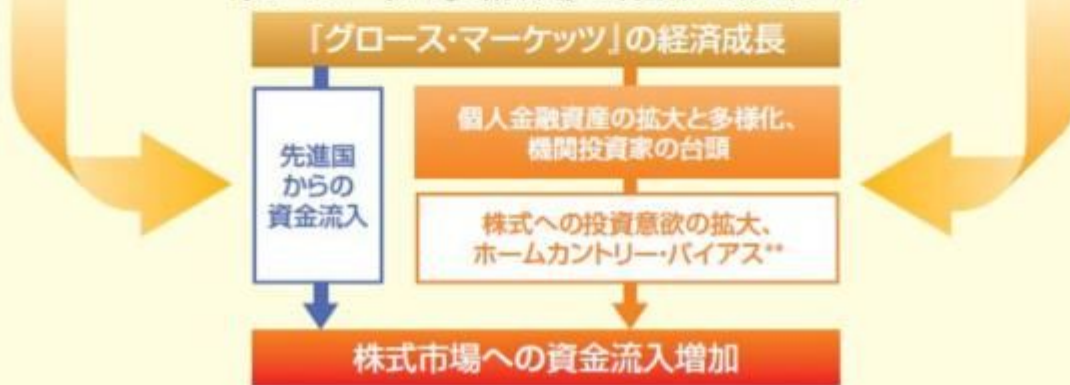 『グロース・マーケッツ』の経済成長
先進国
からの
資金流入
個人金融資産の拡大と多様化、
機関投資家の台頭
株式への投資意欲の拡大、
ホームカントリー・バイアス**
株式市場への資金流入増加